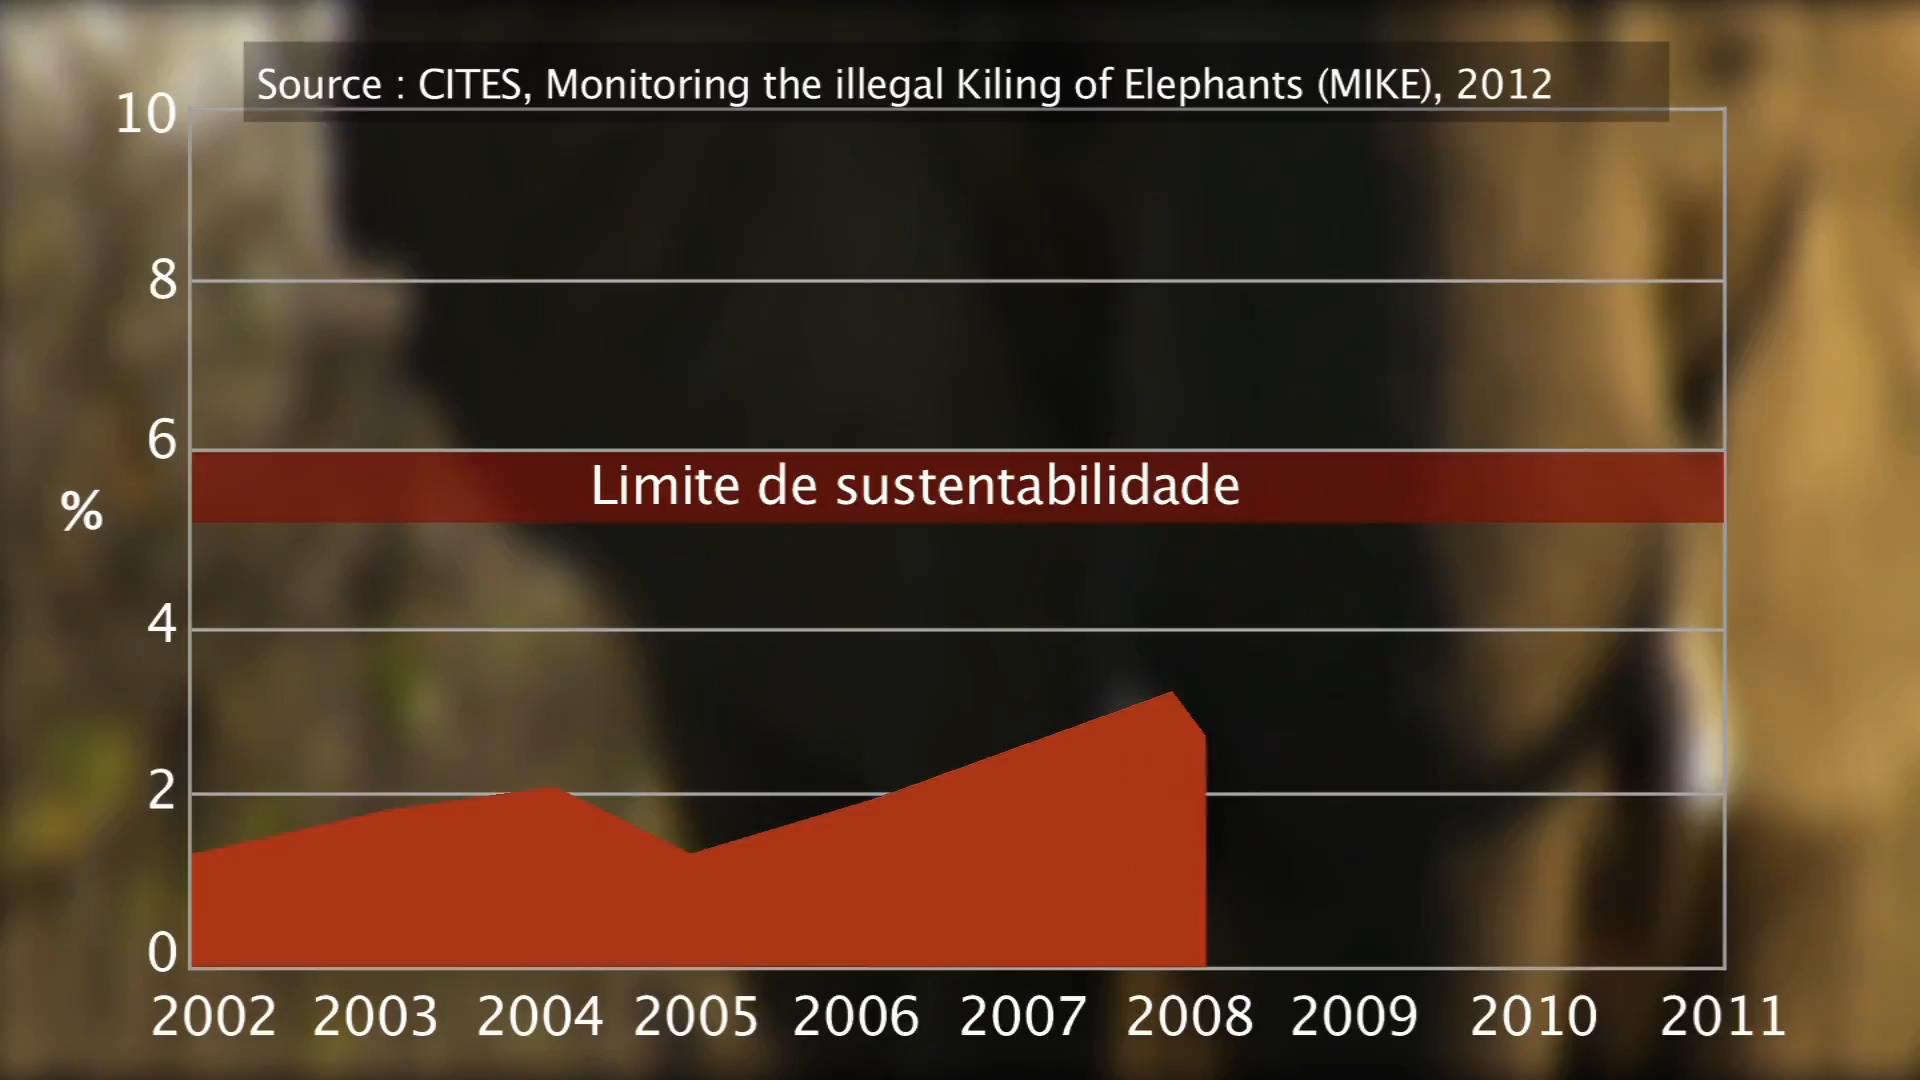 Source : CITES, Monitoring the illegal Kiling of Elephants (MIKE), 2012
10
8
6
Limite de sustentabilidade
%
4
2
0
2002 2003 2004 2005 2006 2007 2008 2009 2010 2011